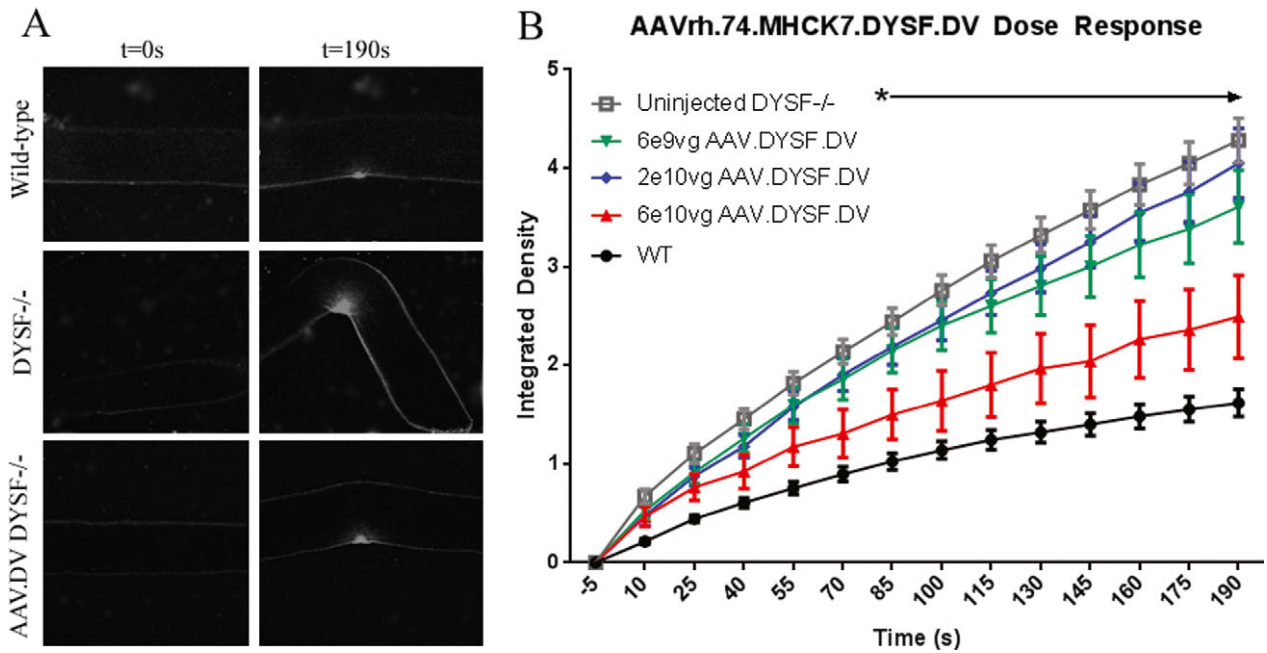 A
t=0s
t=190s
Wild-type
DYSF-/-
AAV.DV DYSF-/-
B
AAVrh.74.MHCK7.DYSF.DV Dose Response
Integrated Density
5
4
3
2
1
0
*
Uninjected DYSF-/-
6e9vg AAV.DYSF.DV
2e10vg AAV.DYSF.DV
6e10vg AAV.DYSF.DV
WT
-5 10 25 40 55 70 85 100 115 130 145 160 175 190
Time (s)